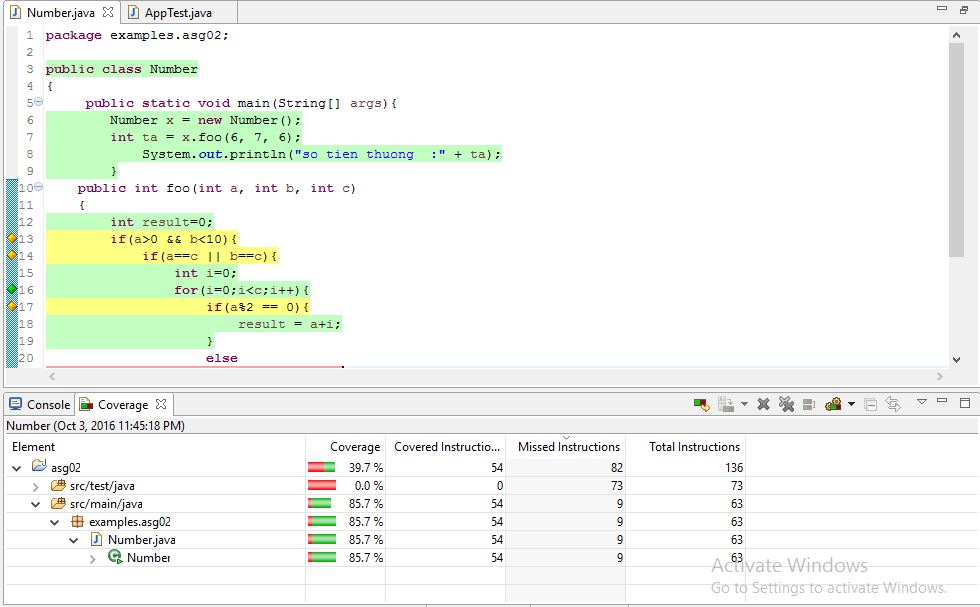 Number.java AppTest.java
1 package examples.asg02;
2
3 public class Number
4 {
5 public static void main(String[] args){
6 Number x = new Number();
7 int ta = x.foo(6, 7, 6);
8 System.out.println("so tien thuong :" + ta);
9 }
10 public int foo(int a, int b, int c)
11 {
12 int result=0;
13 if(a>0 && b<10){
14 if(a==c || b==c){
15 int i=0;
16 for(i=0;i<c;i++){
17 if(a%2 == 0){
18 result = a+i;
19 }
20 else
Console Coverage
Number (Oct 3, 2016 11:45:18 PM)
Element Coverage Covered Instructio... Missed Instructions Total Instructions
asg02 39.7 % 54 82 136
src/test/java 0.0 % 0 73 73
src/main/java 85.7 % 54 9 63
examples.asg02 85.7 % 54 9 63
Number.java 85.7 % 54 9 63
Number 85.7 % 54 9 63
Activate Windows
Go to Settings to activate Windows.